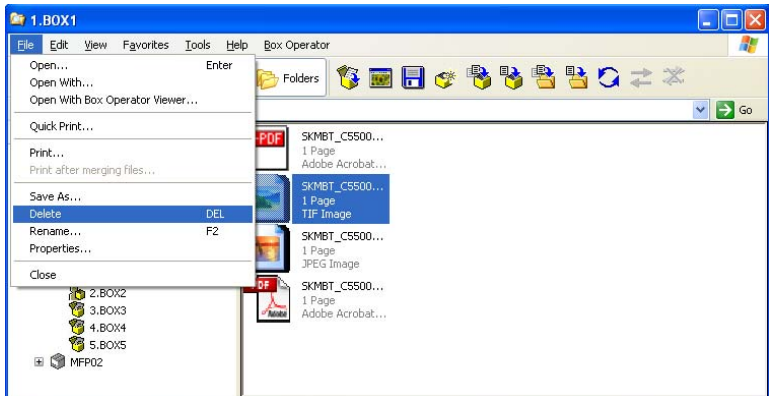 1.BOX1
File Edit View Favorites Tools Help Box Operator
Open... Enter
Open With...
Open With Box Operator Viewer...
Quick Print...
Print...
Print after merging files...
Save As...
Delete DEL
Rename... F2
Properties...
Close
2.BOX2
3.BOX3
4.BOX4
5.BOX5
MFP02
Folders
Go
PDF
SKMBT_C5500...
1 Page
Adobe Acrobat...
SKMBT_C5500...
1 Page
TIF Image
SKMBT_C5500...
1 Page
JPEG Image
SKMBT_C5500...
1 Page
Adobe Acrobat...
Adobe